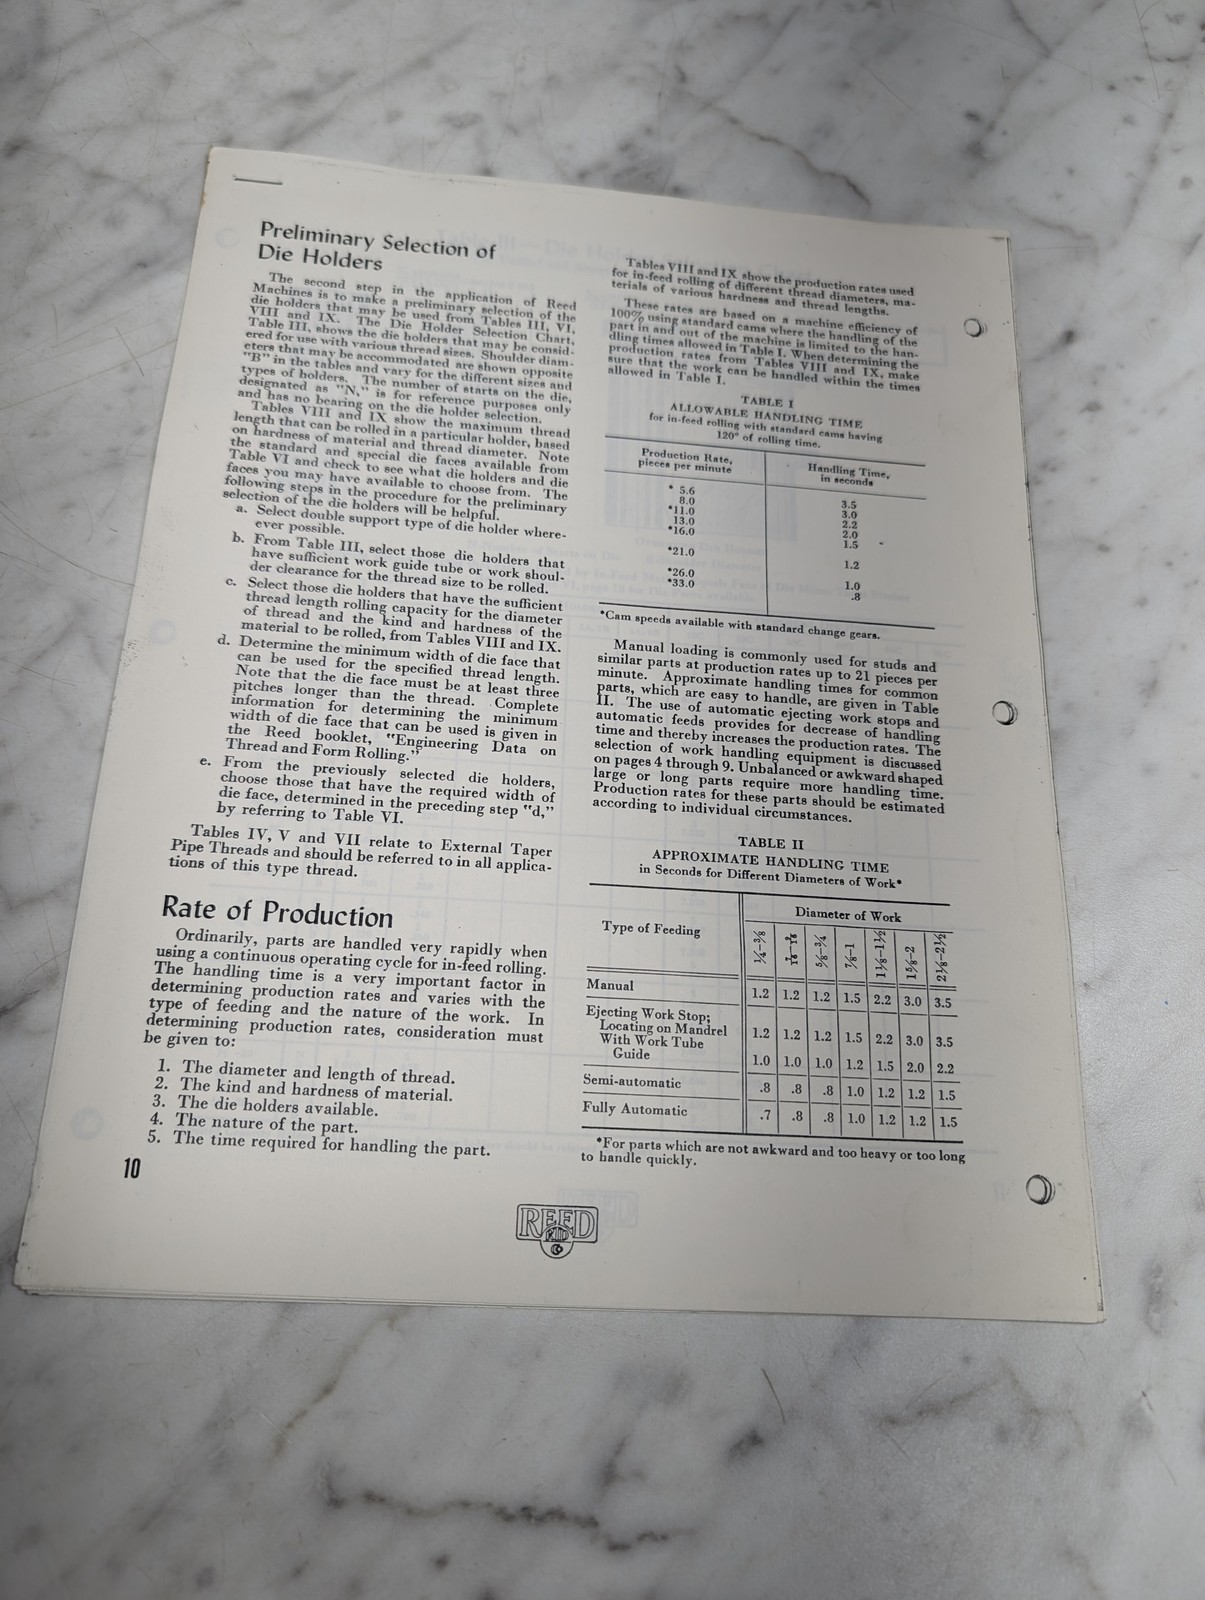 Preliminary Selection of
Die Holders
The second step in the application of Reed
Machines is to make a preliminary selection of the
die holders that may be used from Tables III, VI,
VIII and IX. The Die Holder Selection Chart,
Table III, shows the die holders that may be consid-
ered for use with various thread sizes. Shoulder diam-
eters that may be accommodated are shown opposite
"B" in the tables and vary for the different sizes and
types of holders. The number of starts on the die,
designated as "N," is for reference purposes only
and has no bearing on the die holder selection.
Tables VIII and IX show the maximum thread
length that can be rolled in a particular holder, based
on hardness of material and thread diameter. Note
the standard and special die faces available from
Table VI and check to see what die holders and die
faces you may have available to choose from. The
following steps in the procedure for the preliminary
selection of the die holders will be helpful.
a. Select double support type of die holder where-
ever possible.
b. From Table III, select those die holders that
have sufficient work guide tube or work shoul-
der clearance for the thread size to be rolled.
c. Select those die holders that have the sufficient
thread length rolling capacity for the diameter
of thread and the kind and hardness of the
material to be rolled, from Tables VIII and IX.
d. Determine the minimum width of die face that
can be used for the specified thread length.
Note that the die face must be at least three
pitches longer than the thread. Complete
information for determining the minimum
width of die face that can be used is given in
the Reed booklet, "Engineering Data on
Thread and Form Rolling."
e. From the previously selected die holders,
choose those that have the required width of
die face, determined in the preceding step "d,"
by referring to Table VI.
Tables IV, V and VII relate to External Taper
Pipe Threads and should be referred to in all applica-
tions of this type thread.
Rate of Production
Ordinarily, parts are handled very rapidly when
using a continuous operating cycle for in-feed rolling.
The handling time is a very important factor in
determining production rates and varies with the
type of feeding and the nature of the work. In
determining production rates, consideration must
be given to:
1. The diameter and length of thread.
2. The kind and hardness of material.
3. The die holders available.
4. The nature of the part.
5. The time required for handling the part.
10
Tables VIII and IX show the production rates used
for in-feed rolling of different thread diameters, ma-
terials of various hardness and thread lengths.
These rates are based on a machine efficiency of
100% using standard cams where the handling of the
part in and out of the machine is limited to the han-
dling times allowed in Table I. When determining the
production rates from Tables VIII and IX, make
sure that the work can be handled within the times
allowed in Table I.
TABLE I
ALLOWABLE HANDLING TIME
for in-feed rolling with standard cams having
120° of rolling time.
Production Rate, Handling Time,
pieces per minute in seconds
* 5.6 3.5
8.0 3.0
*11.0 2.2
13.0 2.0
*16.0 1.5
*21.0 1.2
*26.0 1.0
*33.0 .8
*Cam speeds available with standard change gears.
Manual loading is commonly used for studs and
similar parts at production rates up to 21 pieces per
minute. Approximate handling times for common
parts, which are easy to handle, are given in Table
II. The use of automatic ejecting work stops and
automatic feeds provides for decrease of handling
time and thereby increases the production rates. The
selection of work handling equipment is discussed
on pages 4 through 9. Unbalanced or awkward shaped
large or long parts require more handling time.
Production rates for these parts should be estimated
according to individual circumstances.
TABLE II
APPROXIMATE HANDLING TIME
in Seconds for Different Diameters of Work*
Type of Feeding Diameter of Work
¼–⅜ 7/16–9/16 ⅝–¾ ⅞–1 1⅛–1½ 1⅝–2 2⅛–2½
Manual 1.2 1.2 1.2 1.5 2.2 3.0 3.5
Ejecting Work Stop;
Locating on Mandrel 1.2 1.2 1.2 1.5 2.2 3.0 3.5
With Work Tube
Guide 1.0 1.0 1.0 1.2 1.5 2.0 2.2
Semi-automatic .8 .8 .8 1.0 1.2 1.2 1.5
Fully Automatic .7 .8 .8 1.0 1.2 1.2 1.5
*For parts which are not awkward and too heavy or too long
to handle quickly.
REED